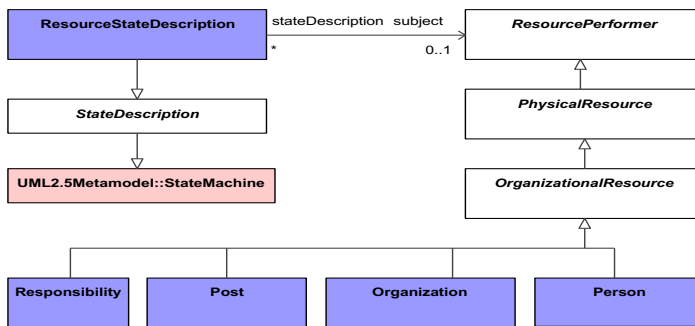 ResourceStateDescription
stateDescription subject
ResourcePerformer
*
0..1
StateDescription
PhysicalResource
UML2.5Metamodel::StateMachine
OrganizationalResource
Responsibility
Post
Organization
Person